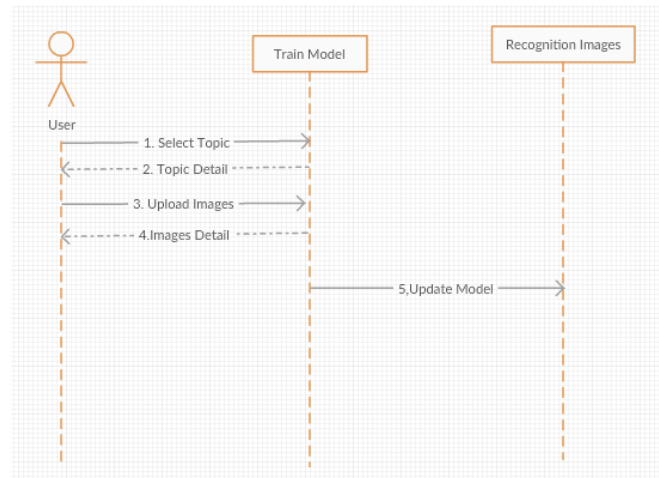 Train Model
Recognition Images
User
1. Select Topic
2. Topic Detail
3. Upload Images
4.Images Detail
5,Update Model